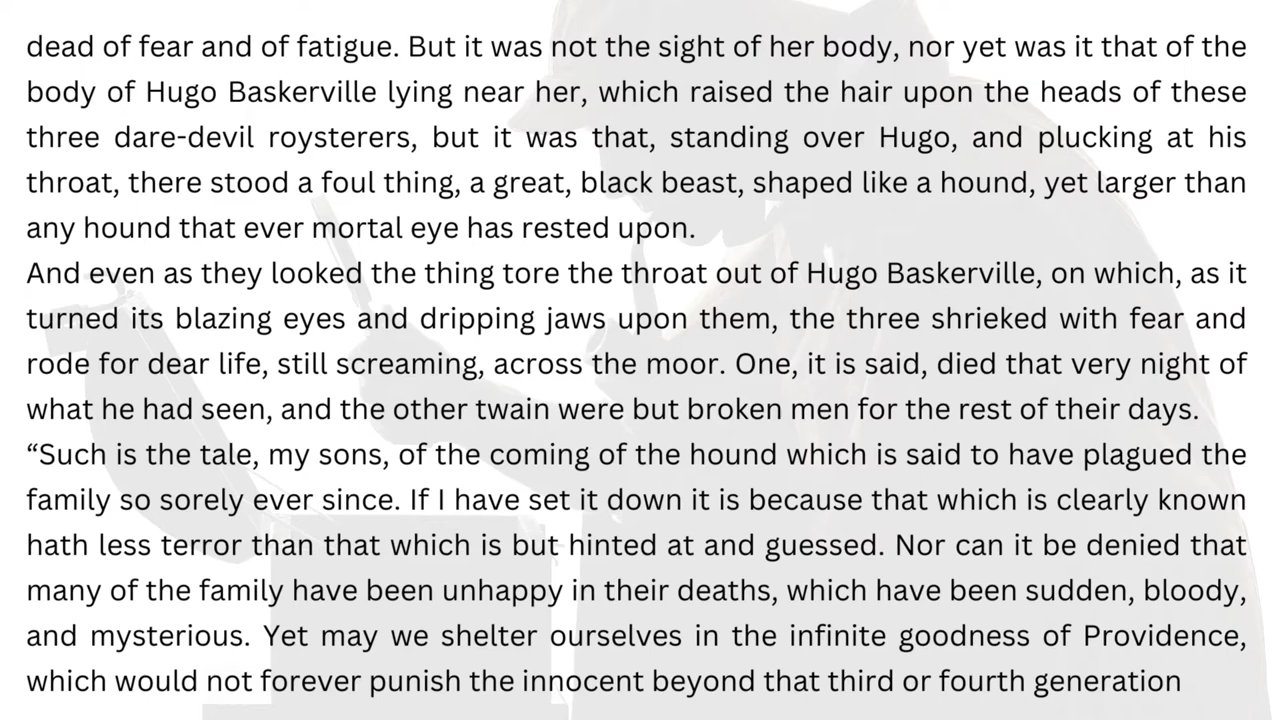 dead of fear and of fatigue. But it was not the sight of her body, nor yet was it that of the
body of Hugo Baskerville lying near her, which raised the hair upon the heads of these
three dare-devil roysterers, but it was that, standing over Hugo, and plucking at his
throat, there stood a foul thing, a great, black beast, shaped like a hound, yet larger than
any hound that ever mortal eye has rested upon.
And even as they looked the thing tore the throat out of Hugo Baskerville, on which, as it
turned its blazing eyes and dripping jaws upon them, the three shrieked with fear and
rode for dear life, still screaming, across the moor. One, it is said, died that very night of
what he had seen, and the other twain were but broken men for the rest of their days.
“Such is the tale, my sons, of the coming of the hound which is said to have plagued the
family so sorely ever since. If I have set it down it is because that which is clearly known
hath less terror than that which is but hinted at and guessed. Nor can it be denied that
many of the family have been unhappy in their deaths, which have been sudden, bloody,
and mysterious. Yet may we shelter ourselves in the infinite goodness of Providence,
which would not forever punish the innocent beyond that third or fourth generation